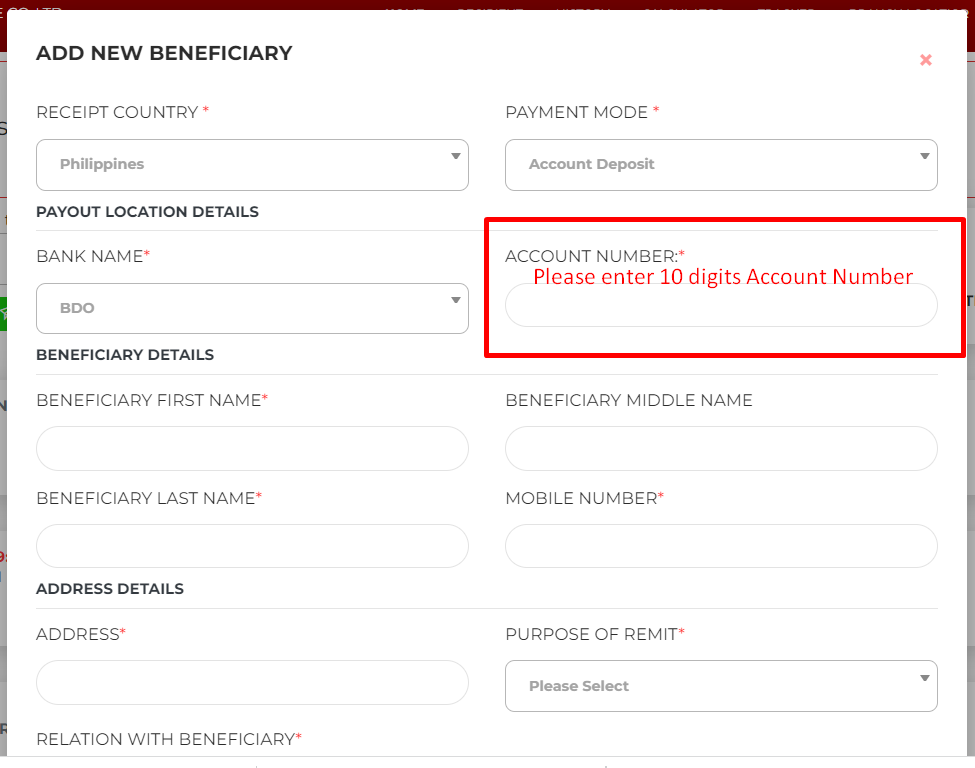 ADD NEW BENEFICIARY
RECEIPT COUNTRY *
PAYMENT MODE *
Philippines
Account Deposit
PAYOUT LOCATION DETAILS
BANK NAME*
ACCOUNT NUMBER:*
Please enter 10 digits Account Number
BDO
BENEFICIARY DETAILS
BENEFICIARY FIRST NAME*
BENEFICIARY MIDDLE NAME
BENEFICIARY LAST NAME*
MOBILE NUMBER*
ADDRESS DETAILS
ADDRESS*
PURPOSE OF REMIT*
Please Select
RELATION WITH BENEFICIARY*